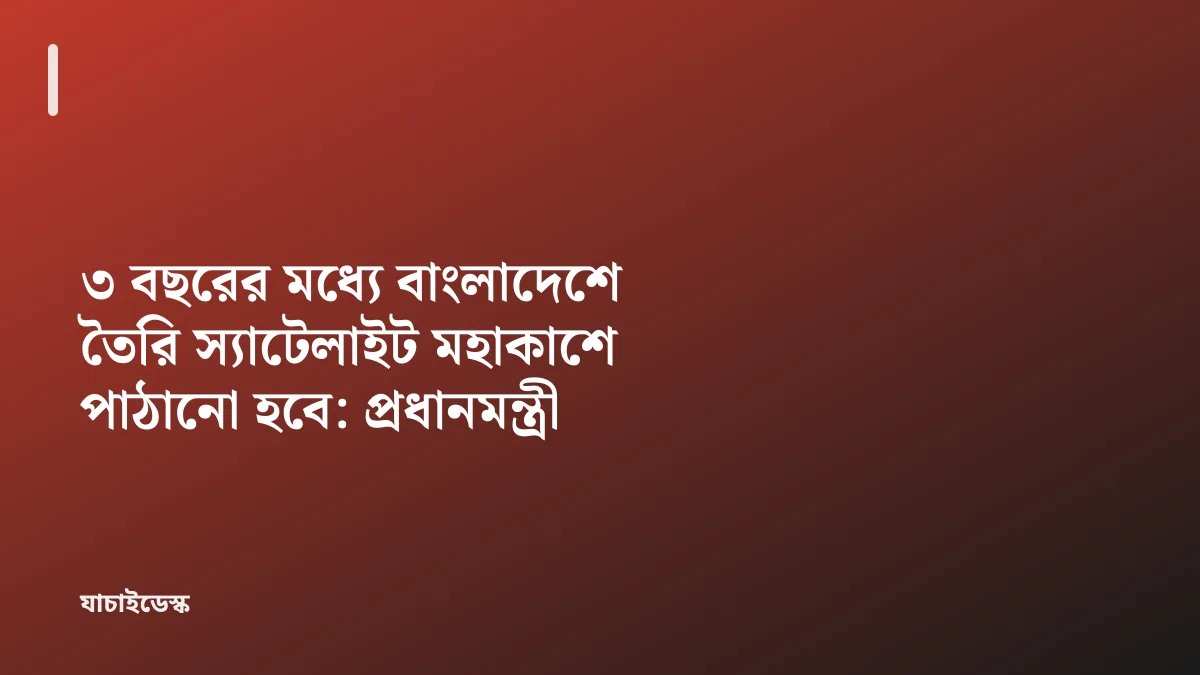 ৩ বছরের মধ্যে বাংলাদেশে
তৈরি স্যাটেলাইট মহাকাশে
পাঠানো হবে: প্রধানমন্ত্রী
যাচাইডেস্ক